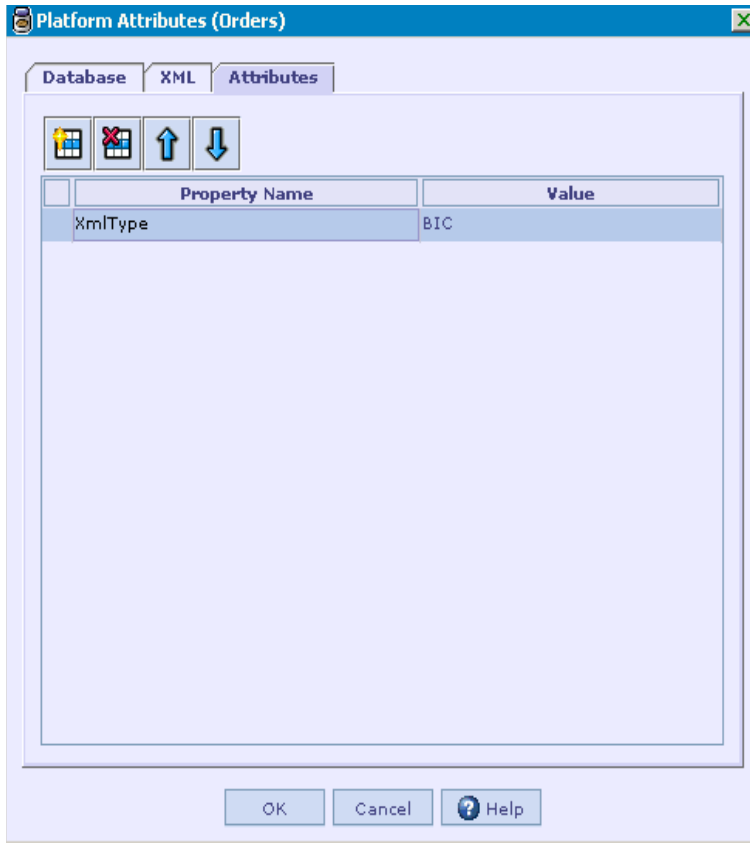 Platform Attributes (Orders)
Database XML Attributes
Property Name Value
XmlType BIC
OK Cancel Help